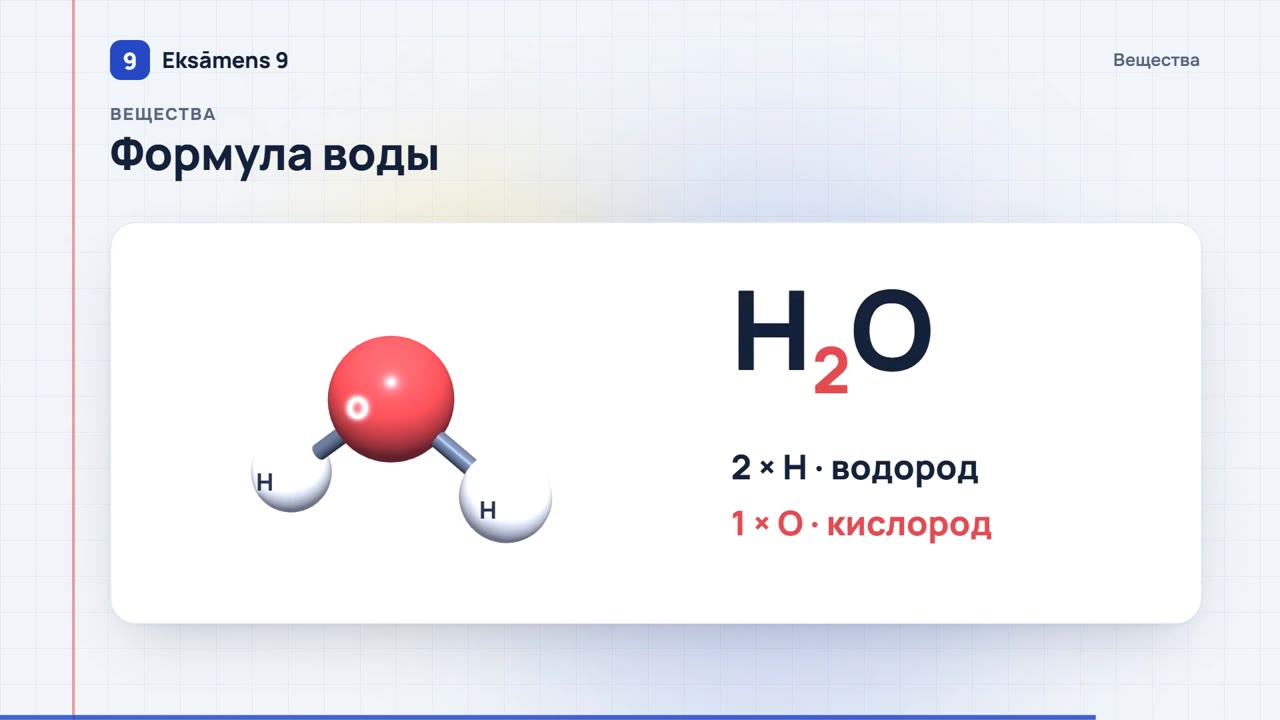 9 Eksāmens 9
Вещества
ВЕЩЕСТВА
Формула воды
O
H
H
H₂O
2 × H · водород
1 × O · кислород